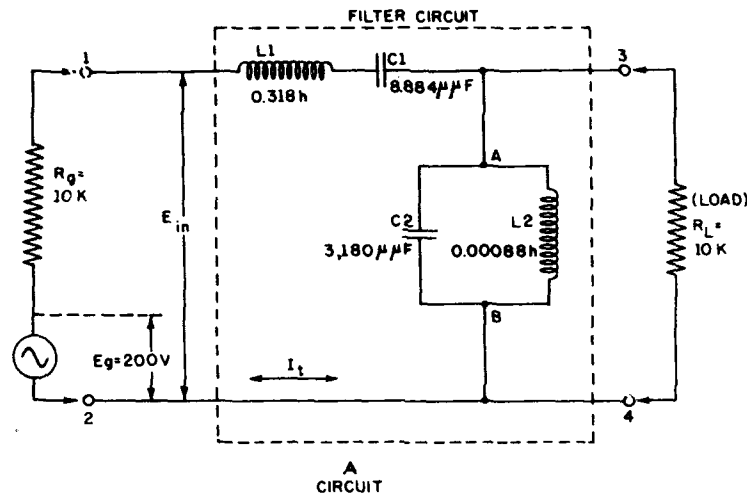 FILTER CIRCUIT
L1
C1
0.318h
8.884μμF
1
3
Rg=
10K
Ein
A
C2
3,180μμF
L2
0.00088h
B
(LOAD)
RL=
10K
Eg=200V
It
2
4
A
CIRCUIT